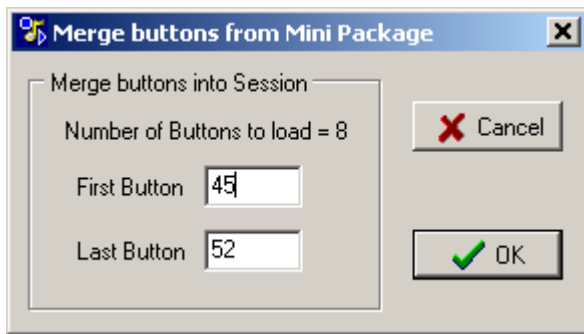 Merge buttons from Mini Package
Merge buttons into Session
Number of Buttons to load = 8
First Button 45
Last Button 52
Cancel
OK